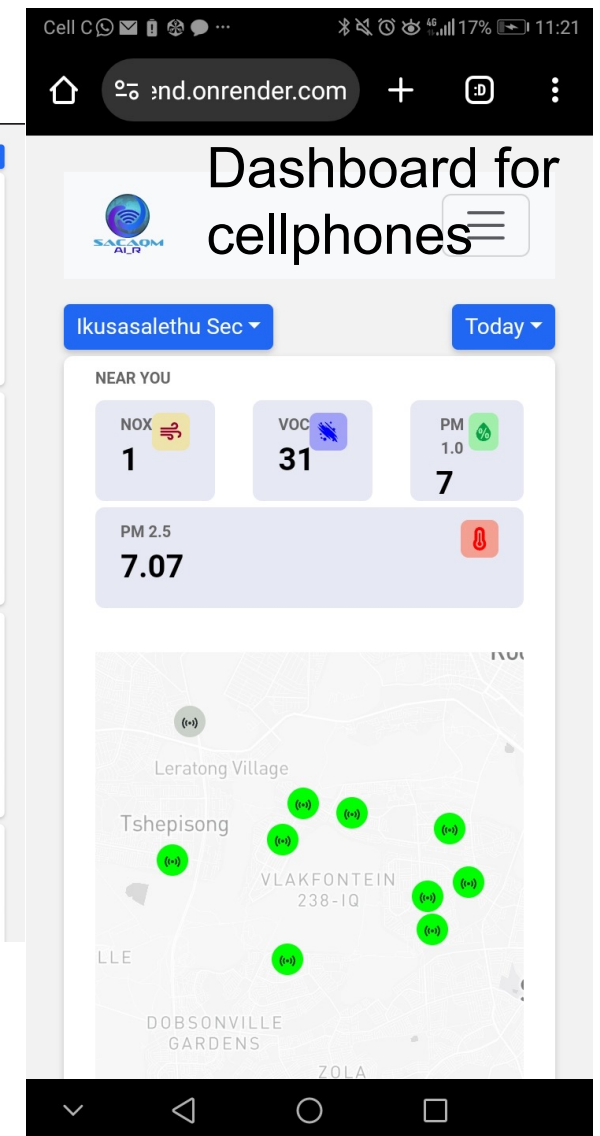 Cell C
46
17%
11:21
end.onrender.com
:D
Dashboard for
cellphones
SACAQM
AI_R
Ikusasalethu Sec
Today
NEAR YOU
NOX
1
VOC
31
PM
1.0
7
%
PM 2.5
7.07
Leratong Village
Tshepisong
VLAKFONTEIN
238-IQ
LLE
DOBSONVILLE
GARDENS
ZOLA